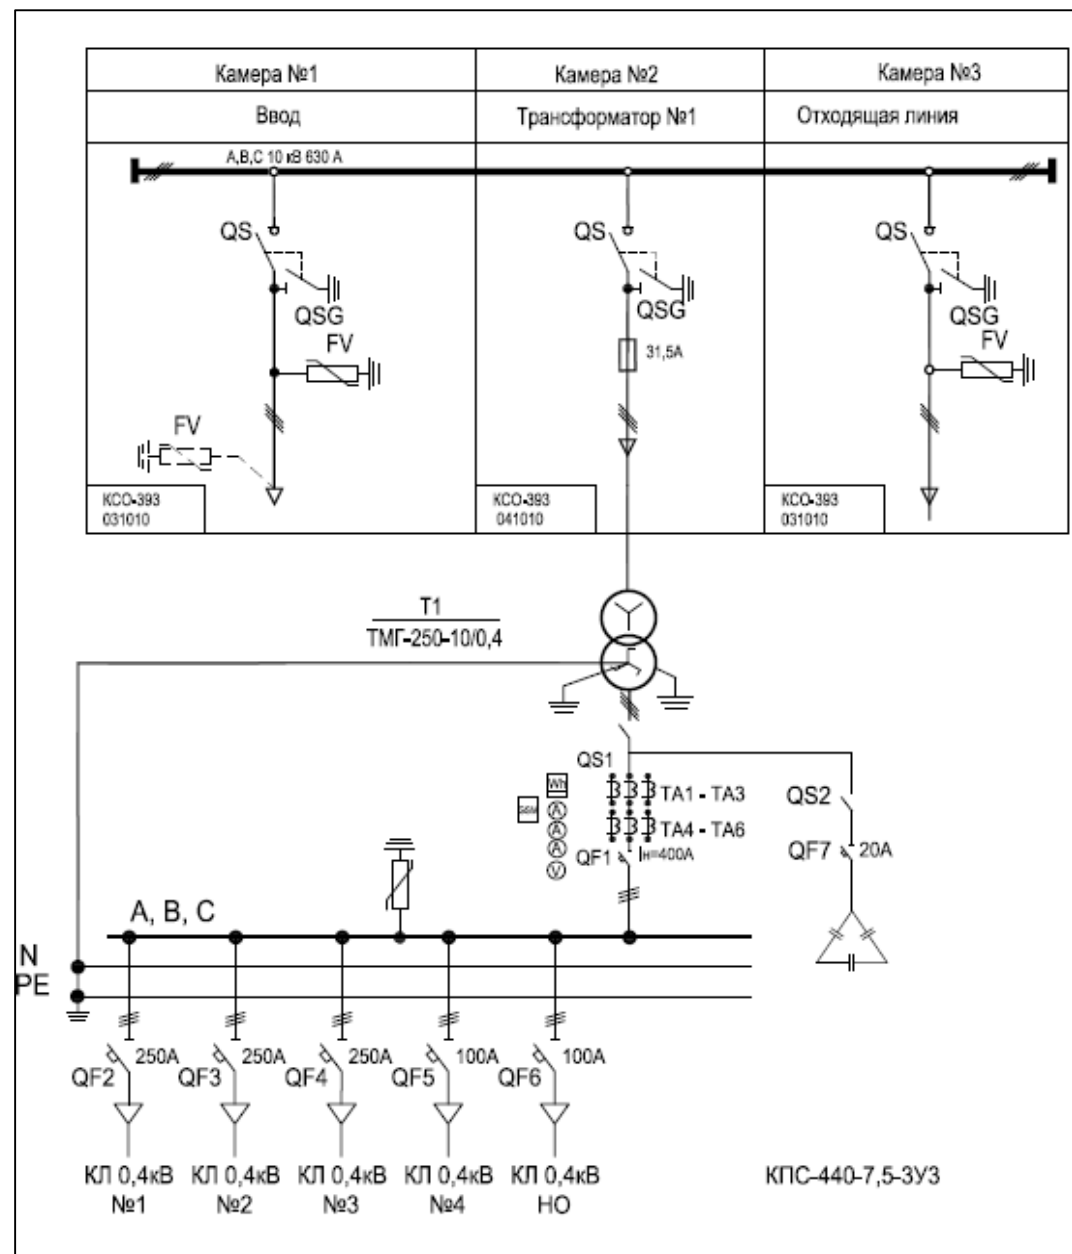 Камера №1
Камера №2
Камера №3
Ввод
Трансформатор №1
Отходящая линия
А,В,С 10 кВ 630 А
QS
QS
QS
QSG
QSG
QSG
FV
31,5А
FV
FV
КСО-393
031010
КСО-393
041010
КСО-393
031010
Т1
ТМГ-250-10/0,4
QS1
Wh
ТА1 - ТА3
QS2
GSM
A
A
A
V
ТА4 - ТА6
QF1
Iн=400А
QF7
20А
А, В, С
N
PE
250А
250А
250А
100А
100А
QF2
QF3
QF4
QF5
QF6
КЛ 0,4кВ
№1
КЛ 0,4кВ
№2
КЛ 0,4кВ
№3
КЛ 0,4кВ
№4
КЛ 0,4кВ
НО
КПС-440-7,5-3У3